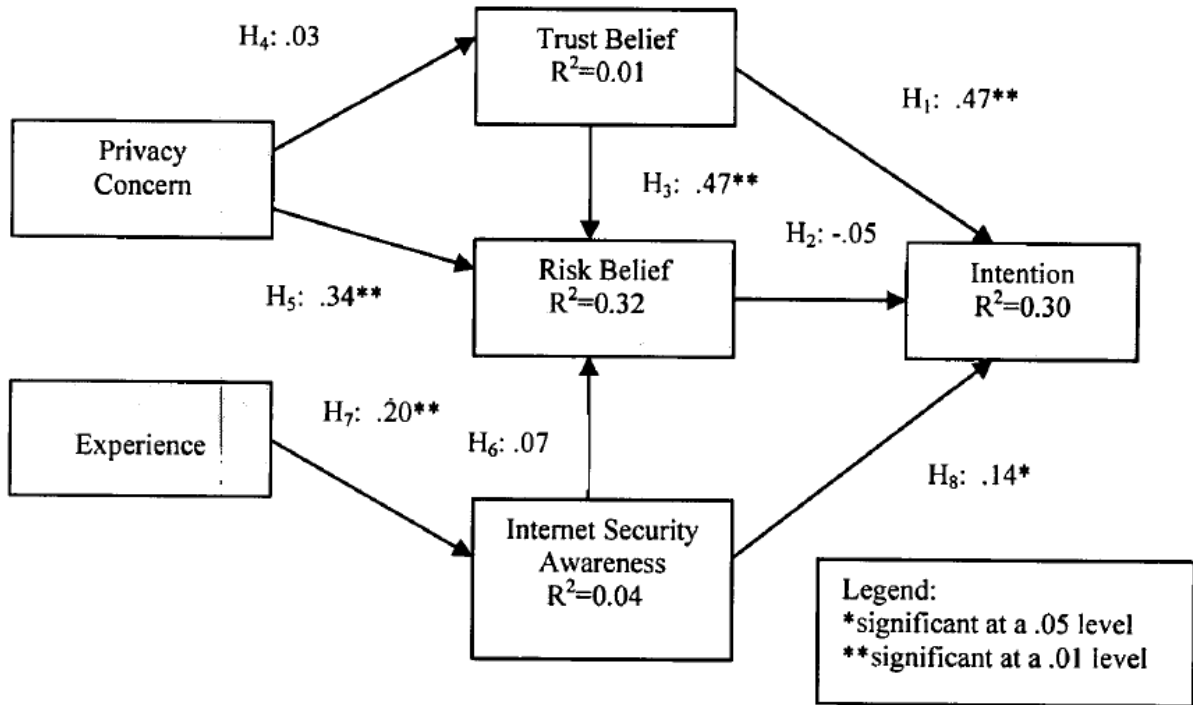 H₄: .03
Trust Belief
R²=0.01
H₁: .47**
Privacy
Concern
H₃: .47**
H₂: -.05
Risk Belief
R²=0.32
Intention
R²=0.30
H₅: .34**
Experience
H₇: .20**
H₆: .07
H₈: .14*
Internet Security
Awareness
R²=0.04
Legend:
*significant at a .05 level
**significant at a .01 level